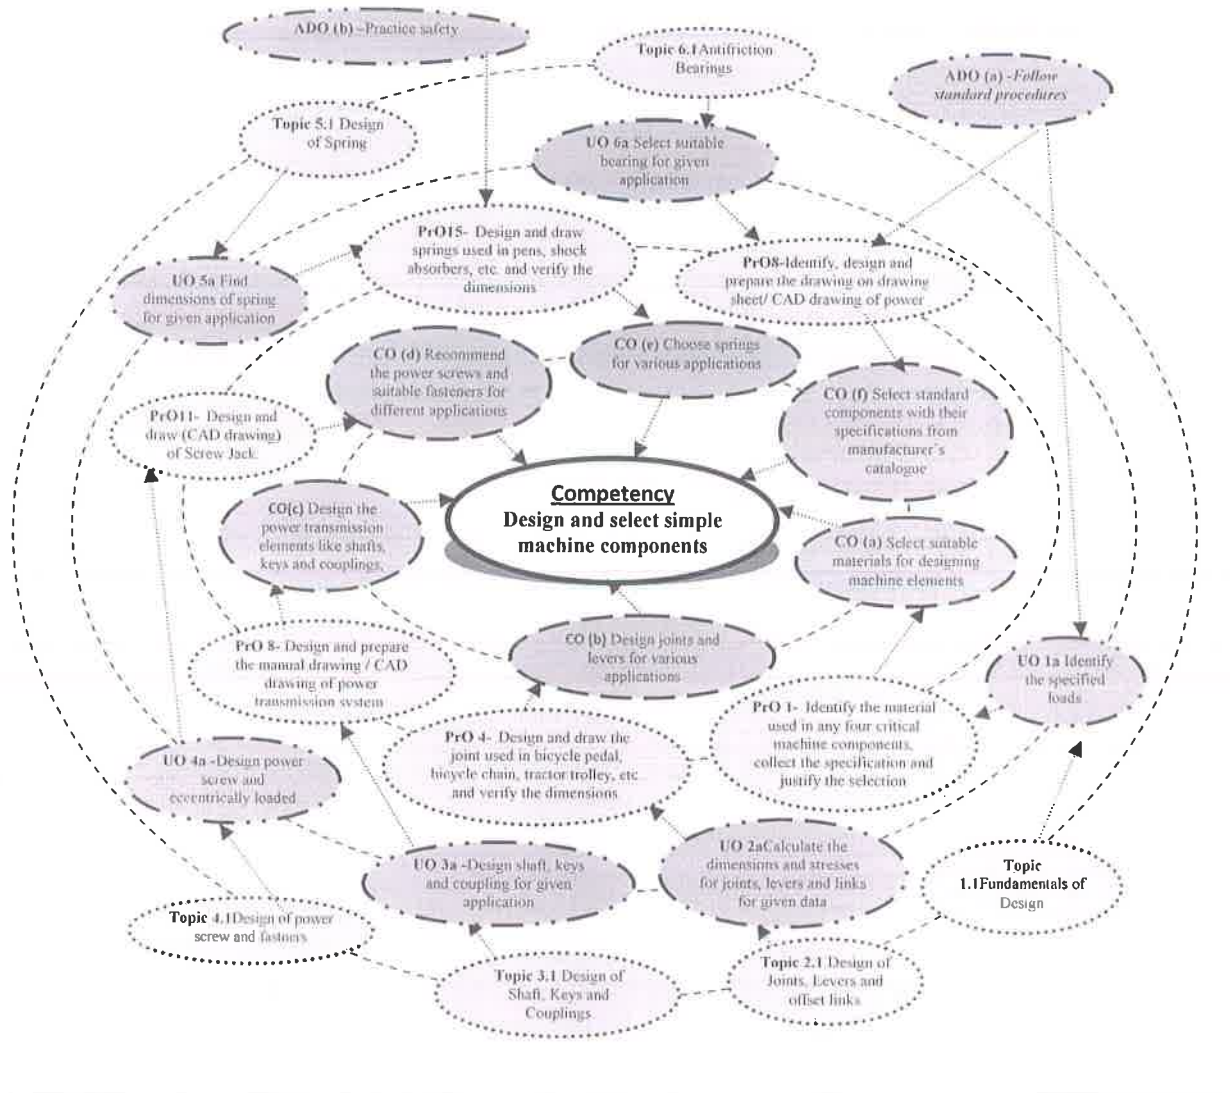 ADO (b) –Practice safety
Topic 6.1Antifriction
Bearings
ADO (a) -Follow
standard procedures
Topic 5.1 Design
of Spring
UO 6a Select suitable
bearing for given
application
PrO15- Design and draw
springs used in pens, shock
absorbers, etc. and verify the
dimensions
PrO8-Identify, design and
prepare the drawing on drawing
sheet/ CAD drawing of power
UO 5a Find
dimensions of spring
for given application
CO (d) Recommend
the power screws and
suitable fasteners for
different applications
CO (e) Choose springs
for various applications
CO (f) Select standard
components with their
specifications from
manufacturer's
catalogue
PrO11- Design and
draw (CAD drawing)
of Screw Jack.
Competency
Design and select simple
machine components
CO(c) Design the
power transmission
elements like shafts,
keys and couplings,
CO (a) Select suitable
materials for designing
machine elements
CO (b) Design joints and
levers for various
applications
PrO 8- Design and prepare
the manual drawing / CAD
drawing of power
transmission system
UO 1a Identify
the specified
loads
PrO 1- Identify the material
used in any four critical
machine components,
collect the specification and
justify the selection
PrO 4- Design and draw the
joint used in bicycle pedal,
bicycle chain, tractor trolley, etc
and verify the dimensions
UO 4a -Design power
screw and
eccentrically loaded
UO 3a -Design shaft, keys
and coupling for given
application
UO 2aCalculate the
dimensions and stresses
for joints, levers and links
for given data
Topic
1.1Fundamentals of
Design
Topic 4.1Design of power
screw and fastners
Topic 3.1 Design of
Shaft, Keys and
Couplings
Topic 2.1 Design of
Joints, Levers and
offset links